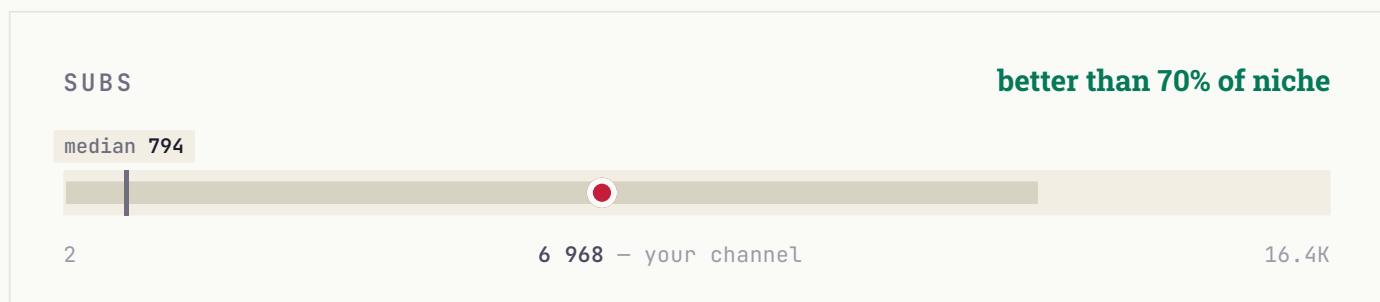 SUBS
better than 70% of niche
median 794
2
6 968 — your channel
16.4K